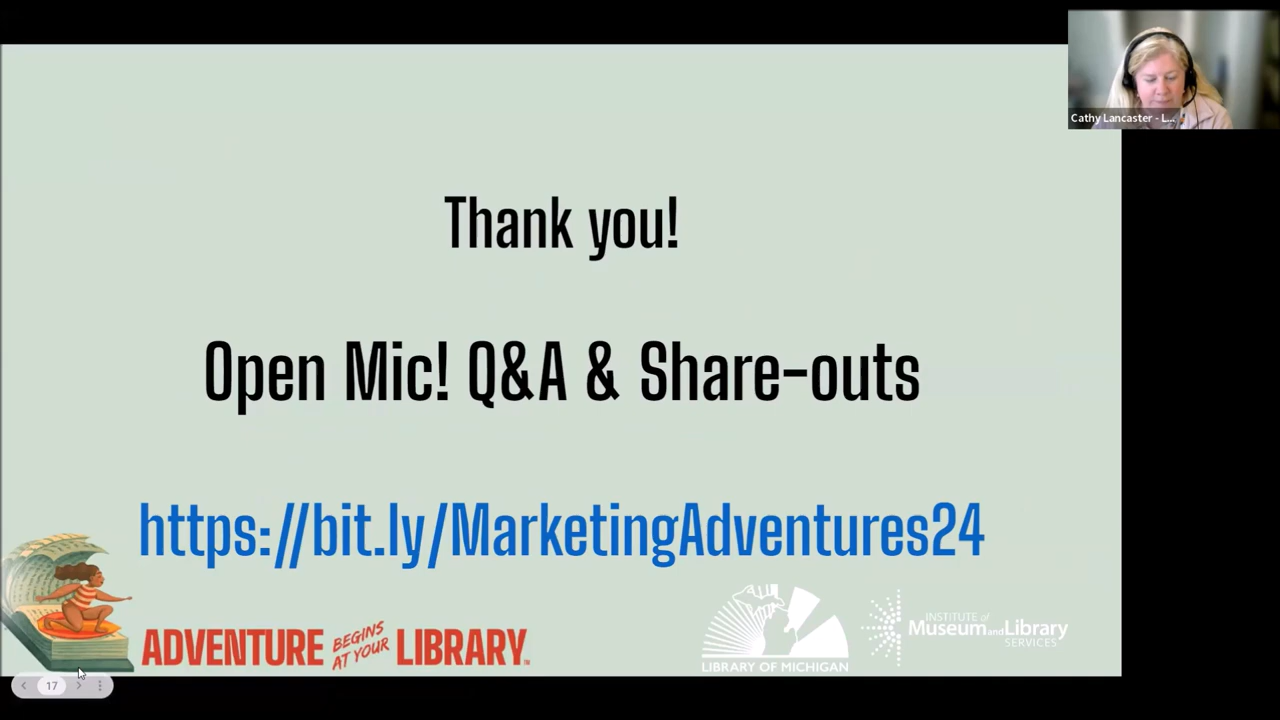 Cathy Lancaster - L...
Thank you!
Open Mic! Q&A & Share-outs
https://bit.ly/MarketingAdventures24
ADVENTURE BEGINS AT YOUR LIBRARY™
LIBRARY OF MICHIGAN
INSTITUTE of
Museum and Library
SERVICES
17